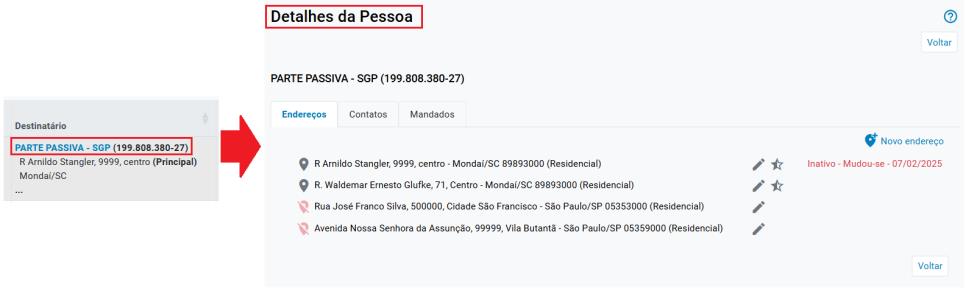 Detalhes da Pessoa
Voltar
PARTE PASSIVA - SGP (199.808.380-27)
Endereços Contatos Mandados
Destinatário
PARTE PASSIVA - SGP (199.808.380-27)
R Arnildo Stangler, 9999, centro (Principal)
Mondaí/SC
...
Novo endereço
R Arnildo Stangler, 9999, centro - Mondaí/SC 89893000 (Residencial) Inativo - Mudou-se - 07/02/2025
R. Waldemar Ernesto Glufke, 71, Centro - Mondaí/SC 89893000 (Residencial)
Rua José Franco Silva, 500000, Cidade São Francisco - São Paulo/SP 05353000 (Residencial)
Avenida Nossa Senhora da Assunção, 99999, Vila Butantã - São Paulo/SP 05359000 (Residencial)
Voltar